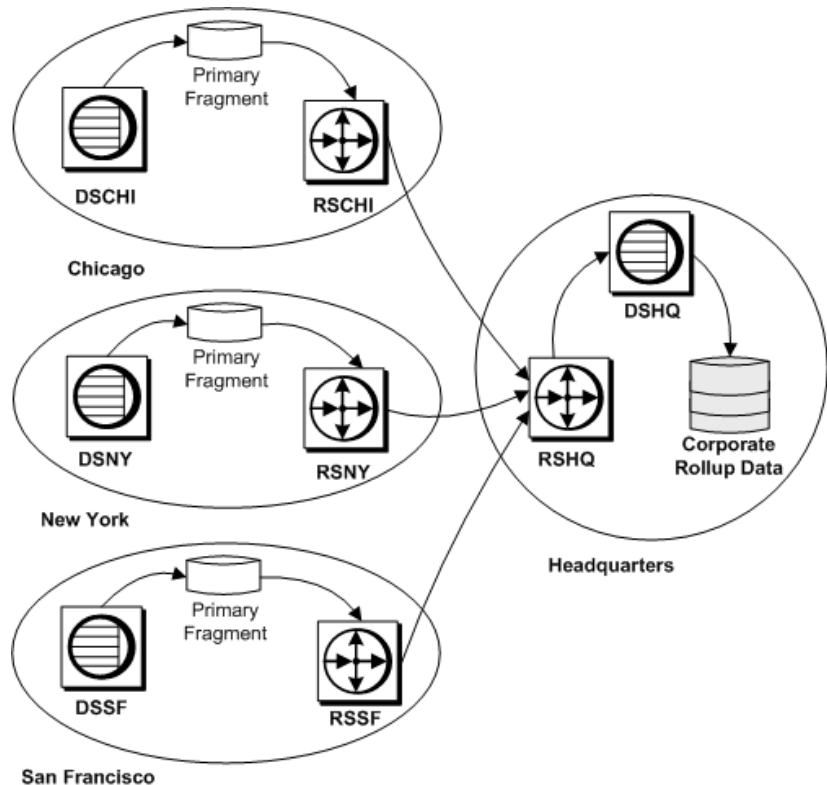 Primary
Fragment
DSCHI
RSCHI
Chicago
Primary
Fragment
DSNY
RSNY
New York
Primary
Fragment
DSSF
RSSF
San Francisco
DSHQ
RSHQ
Corporate
Rollup Data
Headquarters